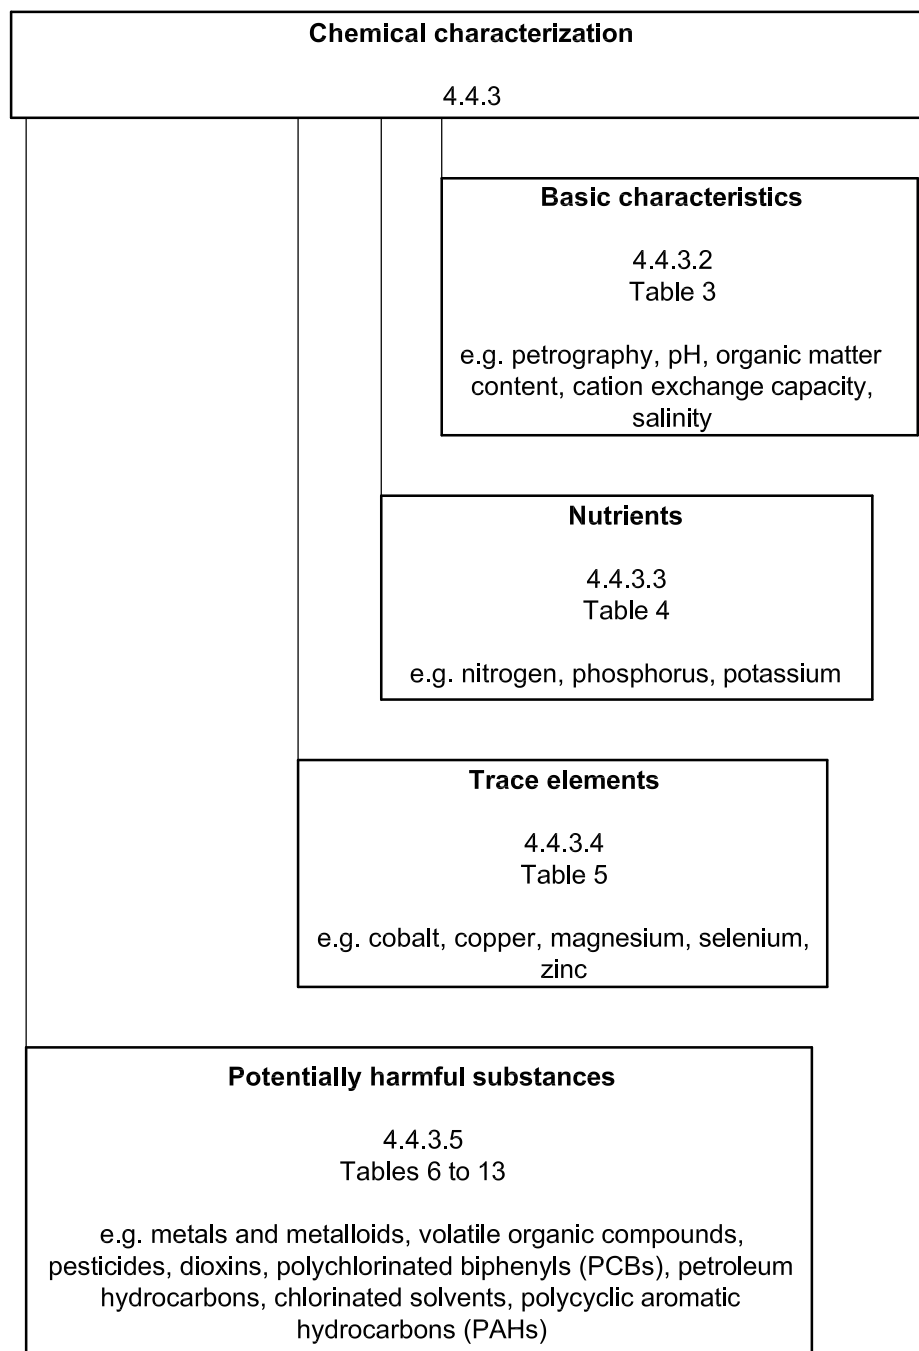 Chemical characterization
4.4.3
Basic characteristics
4.4.3.2
Table 3
e.g. petrography, pH, organic matter
content, cation exchange capacity,
salinity
Nutrients
4.4.3.3
Table 4
e.g. nitrogen, phosphorus, potassium
Trace elements
4.4.3.4
Table 5
e.g. cobalt, copper, magnesium, selenium,
zinc
Potentially harmful substances
4.4.3.5
Tables 6 to 13
e.g. metals and metalloids, volatile organic compounds,
pesticides, dioxins, polychlorinated biphenyls (PCBs), petroleum
hydrocarbons, chlorinated solvents, polycyclic aromatic
hydrocarbons (PAHs)